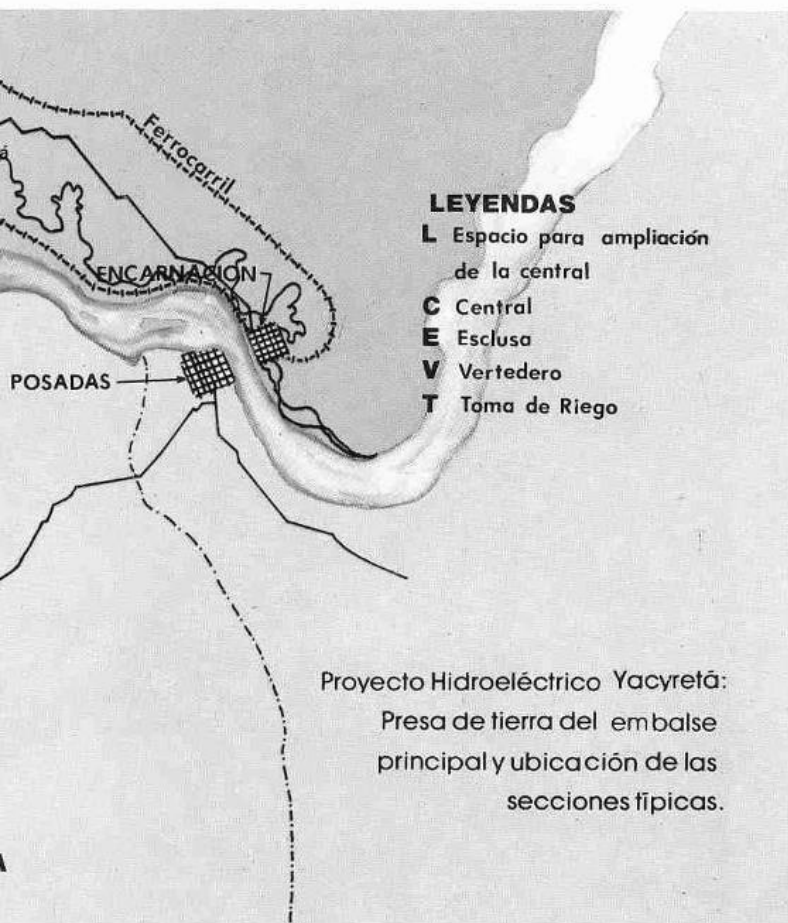 Ferrocarril
LEYENDAS
L Espacio para ampliación
de la central
C Central
E Esclusa
V Vertedero
T Toma de Riego
ENCARNACIÓN
POSADAS
Proyecto Hidroeléctrico Yacyretá:
Presa de tierra del embalse
principal y ubicación de las
secciones típicas.